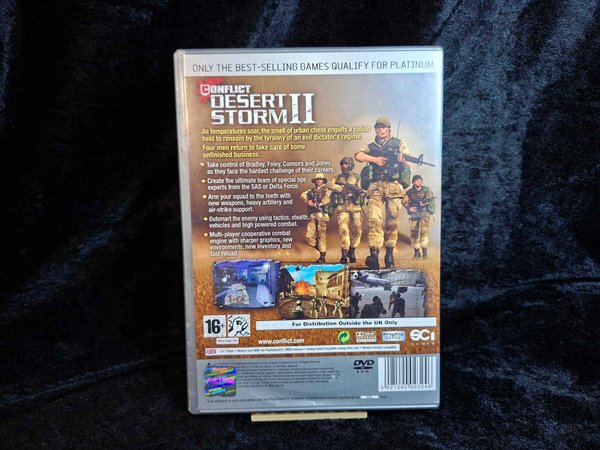 ONLY THE BEST-SELLING GAMES QUALIFY FOR PLATINUM
CONFLICT
DESERT
STORM II
As temperatures soar, the smell of urban chaos engulfs a nation
held to ransom by the tyranny of an evil dictator's regime.
Four men return to take care of some
unfinished business.
• Take control of Bradley, Foley, Connors and Jones
as they face the hardest challenge of their careers.
• Create the ultimate team of special ops
experts from the SAS or Delta Force.
• Arm your squad to the teeth with
new weapons, heavy artillery and
air-strike support.
• Outsmart the enemy using tactics, stealth,
vehicles and high powered combat.
• Multi-player cooperative combat
engine with sharper graphics, new
environments, new inventory and
fast reload.
16+
www.pegi.info
For Distribution Outside the UK Only
www.conflict.com
SCi
GAMES
DVD
ROM
5 021290 023246